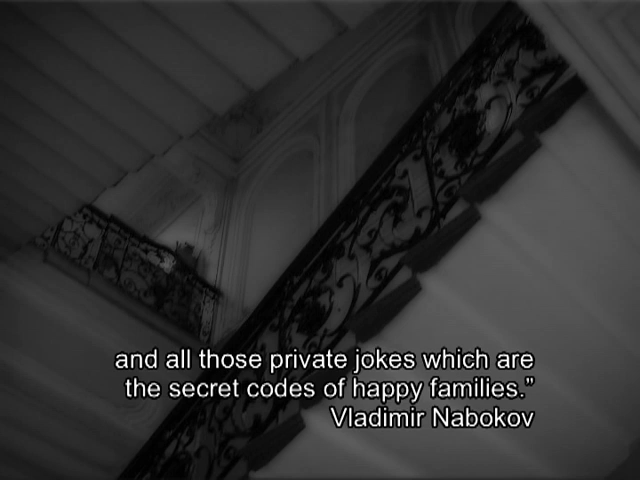 and all those private jokes which are
the secret codes of happy families.”
Vladimir Nabokov